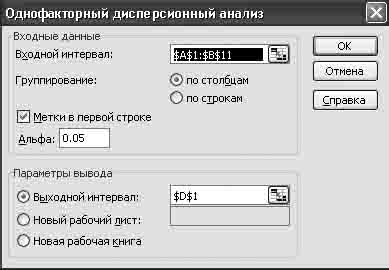 Однофакторный дисперсионный анализ
Входные данные
Входной интервал:
$A$1:$B$11
Группирование:
по столбцам
по строкам
Метки в первой строке
Альфа:
0.05
Параметры вывода
Выходной интервал:
$D$1
Новый рабочий лист:
Новая рабочая книга
OK
Отмена
Справка